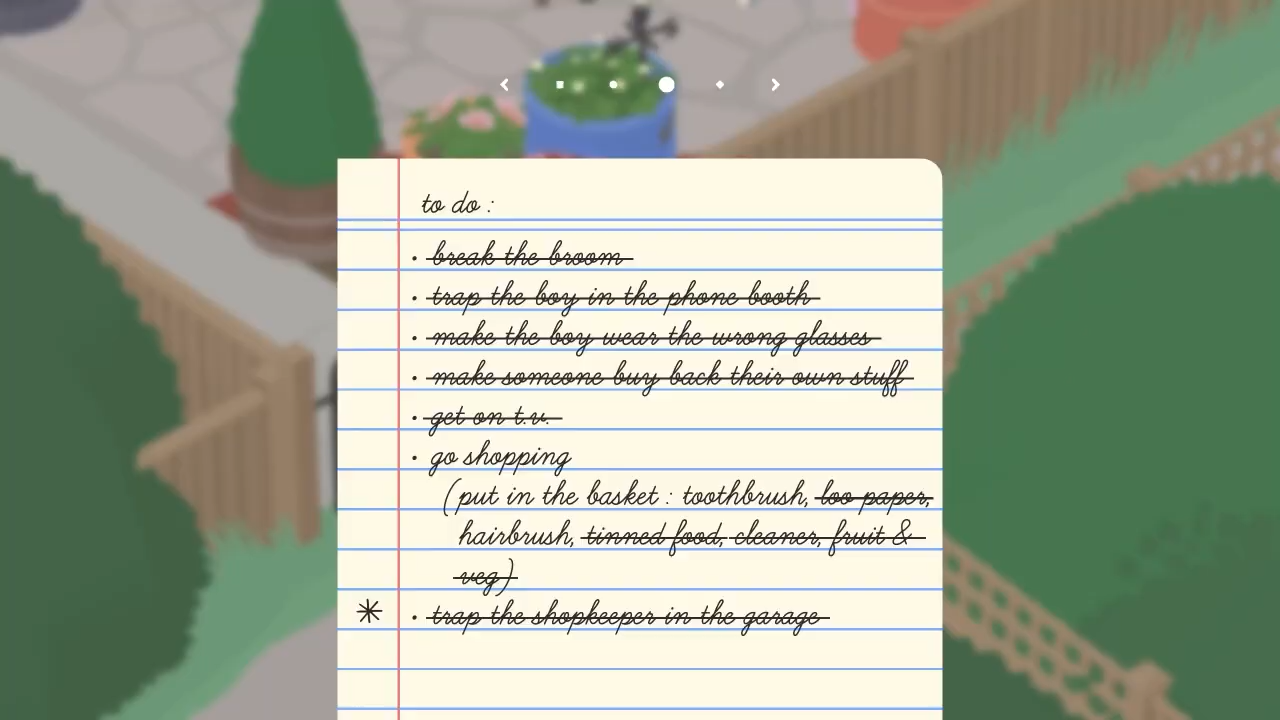 to do :
• break the broom
• trap the boy in the phone booth
• make the boy wear the wrong glasses
• make someone buy back their own stuff
• get on t.v.
• go shopping
(put in the basket : toothbrush, loo paper,
hairbrush, tinned food, cleaner, fruit &
veg)
• trap the shopkeeper in the garage